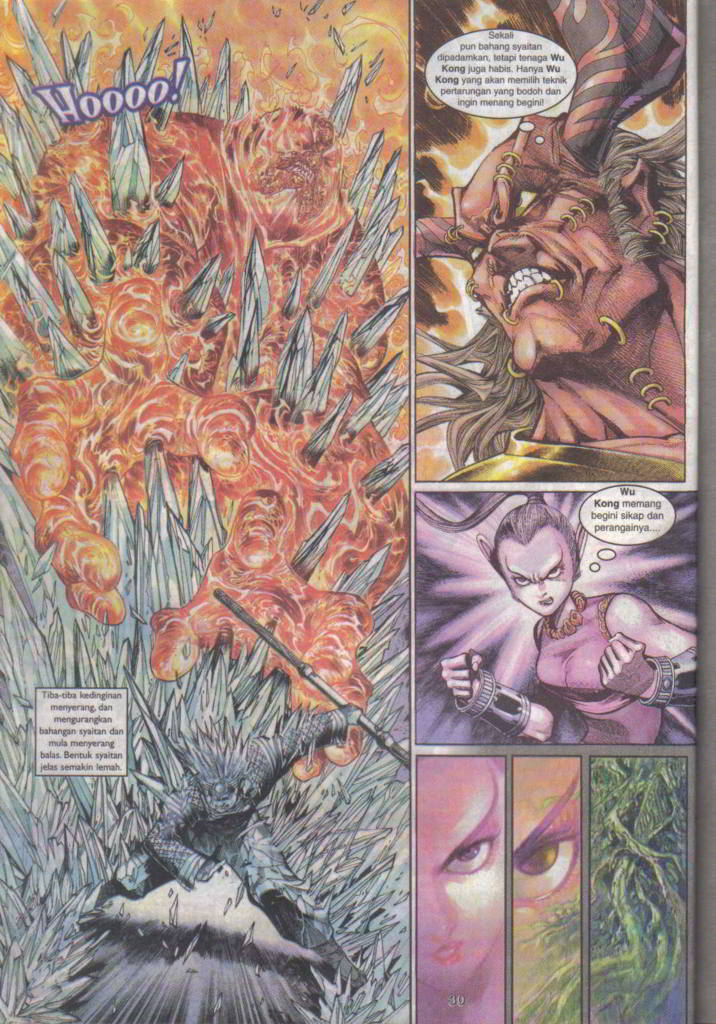 Hoooo!
Tiba-tiba kedinginan
menyerang, dan
mengurangkan
bahangan syaitan dan
mula menyerang
balas. Bentuk syaitan
jelas semakin lemah.
Sekali
pun bahang syaitan
dipadamkan, tetapi tenaga Wu
Kong juga habis. Hanya Wu
Kong yang akan memilih teknik
pertarungan yang bodoh dan
ingin menang begini!
Wu
Kong memang
begini sikap dan
perangainya....
30